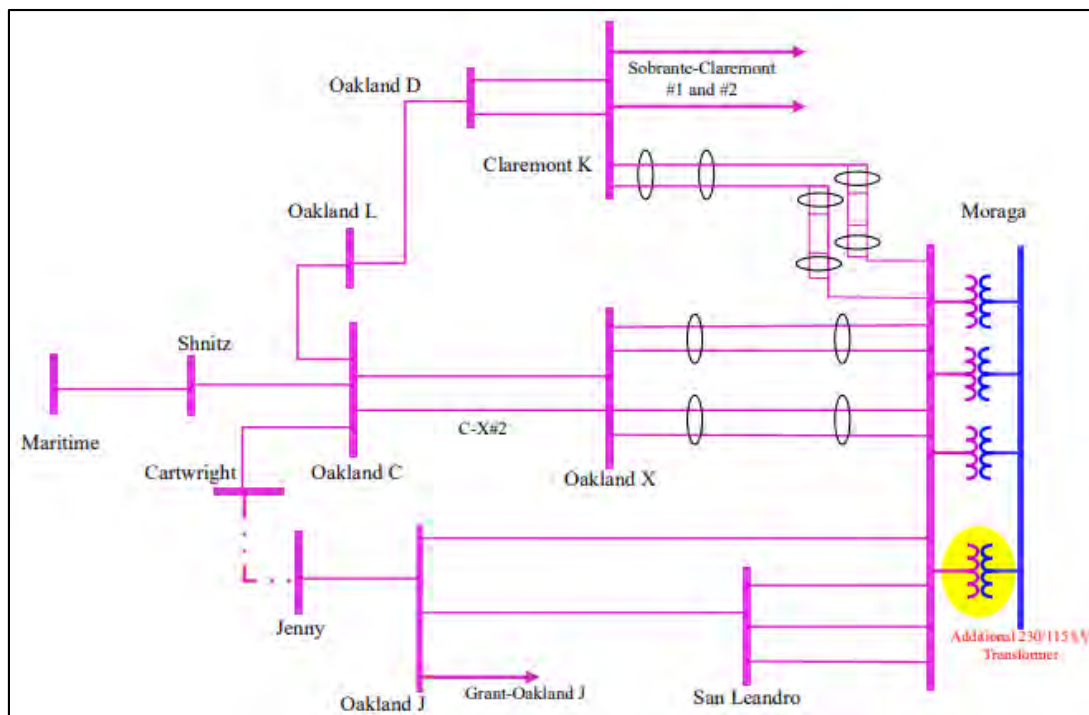 Sobrante-Claremont
#1 and #2
Oakland D
Claremont K
Oakland L
Moraga
Shnitz
Maritime
C-X#2
Cartwright
Oakland C
Oakland X
Additional 230/115
Transformer
Jenny
Grant-Oakland J
Oakland J
San Leandro